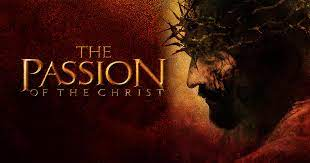 THE
PASSION
OF THE CHRIST